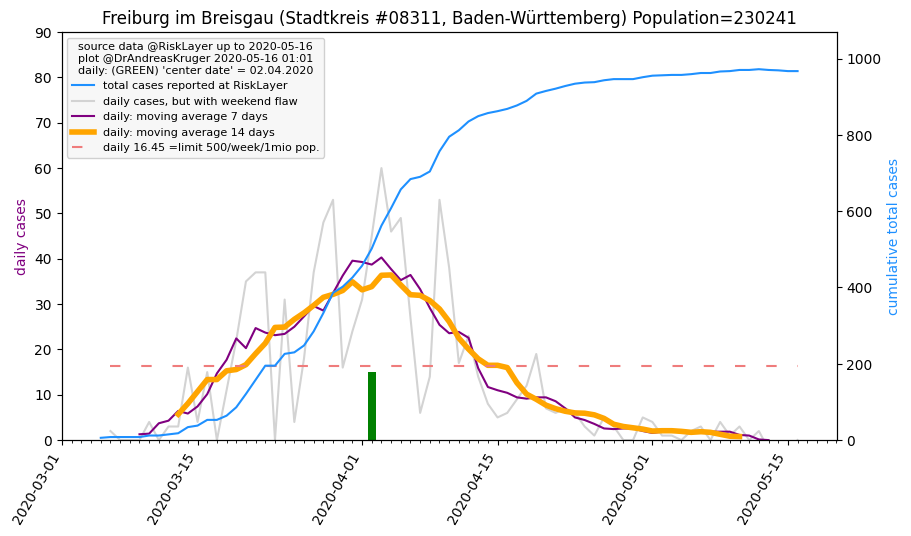 Freiburg im Breisgau (Stadtkreis #08311, Baden-Württemberg) Population=230241
source data @RiskLayer up to 2020-05-16
plot @DrAndreasKruger 2020-05-16 01:01
daily: (GREEN) 'center date' = 02.04.2020
total cases reported at RiskLayer
daily cases, but with weekend flaw
daily: moving average 7 days
daily: moving average 14 days
daily 16.45 =limit 500/week/1mio pop.
daily cases
90
80
70
60
50
40
30
20
10
0
1000
800
600
400
200
0
cumulative total cases
2020-03-01
2020-03-15
2020-04-01
2020-04-15
2020-05-01
2020-05-15